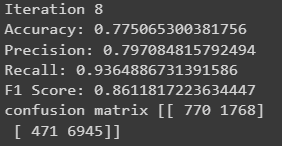 Iteration 8
Accuracy: 0.775065300381756
Precision: 0.797084815792494
Recall: 0.9364886731391586
F1 Score: 0.8611817223634447
confusion matrix [[ 770 1768]
 [ 471 6945]]